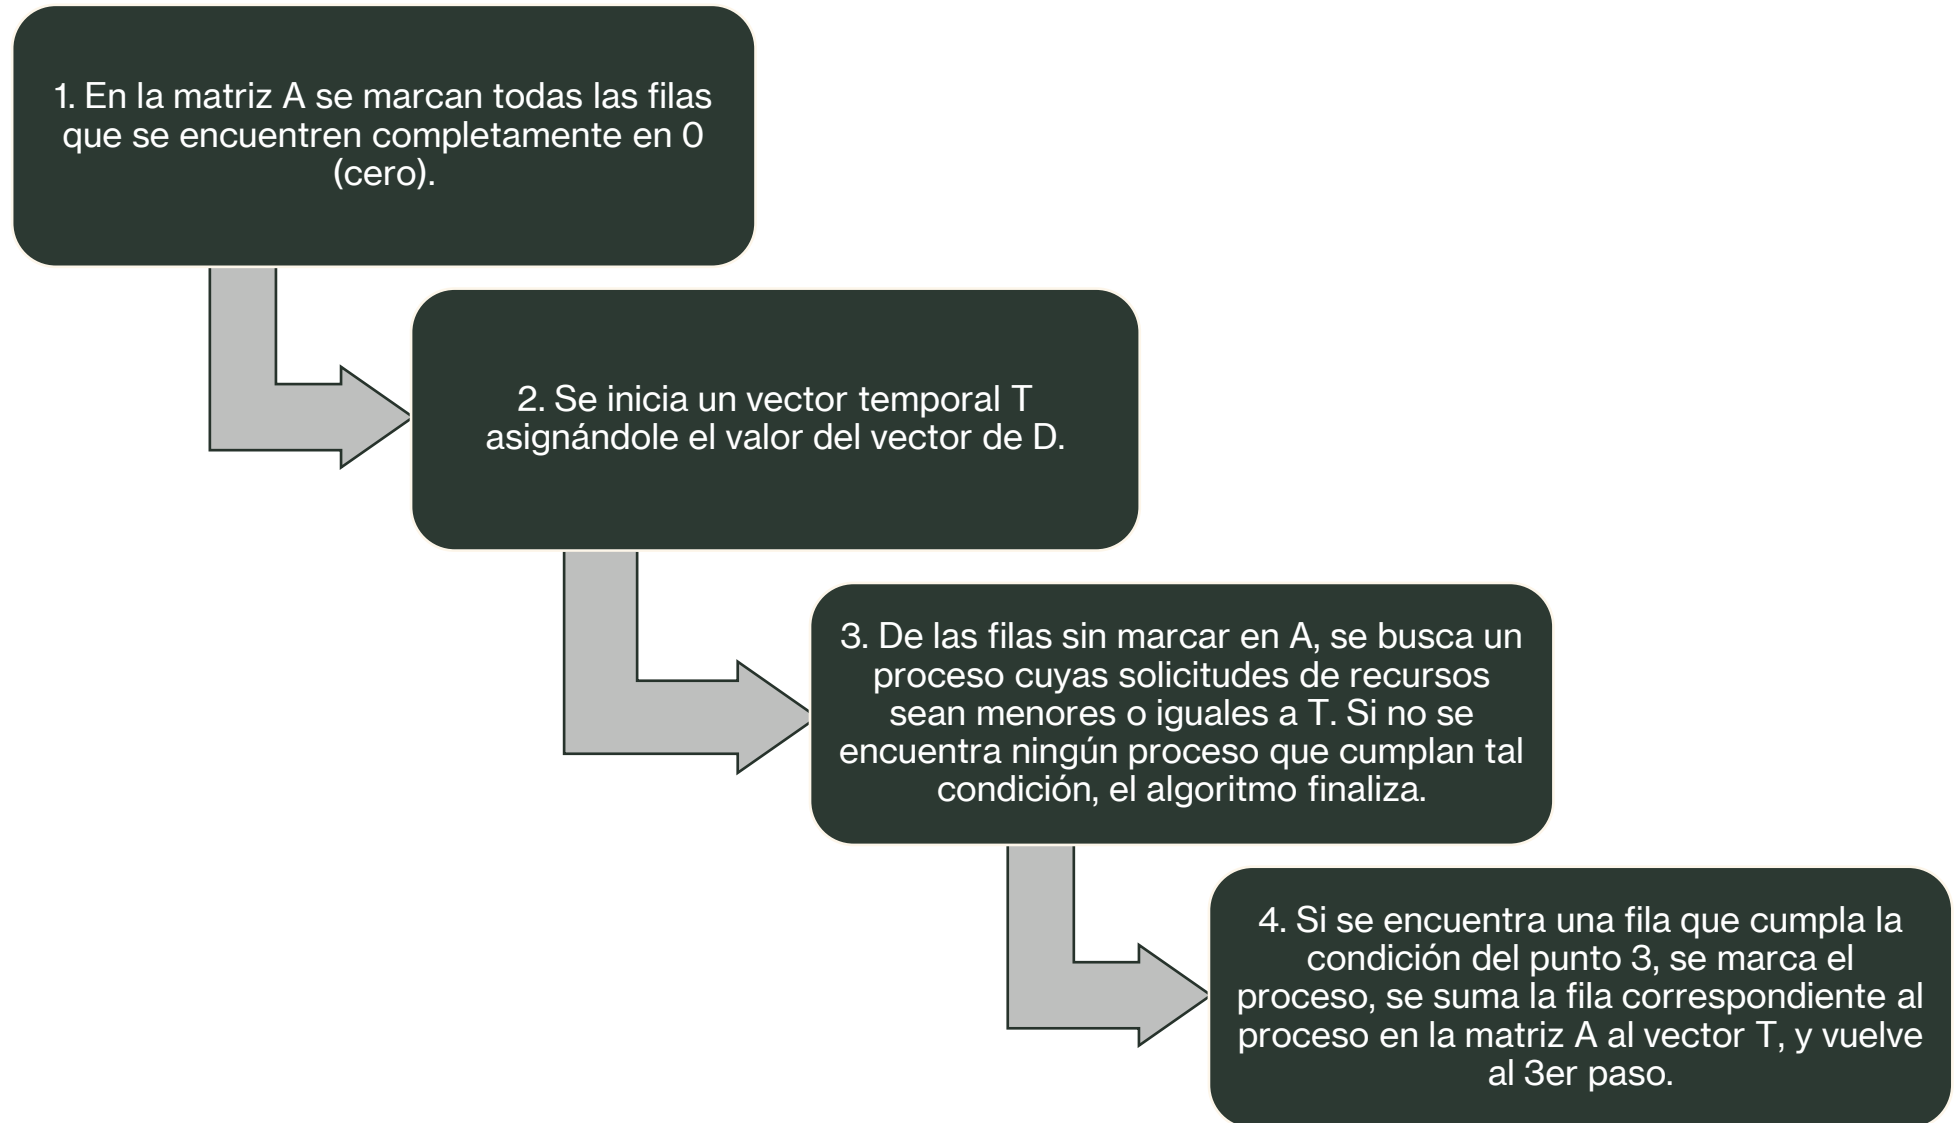 1. En la matriz A se marcan todas las filas
que se encuentren completamente en 0
(cero).
2. Se inicia un vector temporal T
asignándole el valor del vector de D.
3. De las filas sin marcar en A, se busca un
proceso cuyas solicitudes de recursos
sean menores o iguales a T. Si no se
encuentra ningún proceso que cumplan tal
condición, el algoritmo finaliza.
4. Si se encuentra una fila que cumpla la
condición del punto 3, se marca el
proceso, se suma la fila correspondiente al
proceso en la matriz A al vector T, y vuelve
al 3er paso.